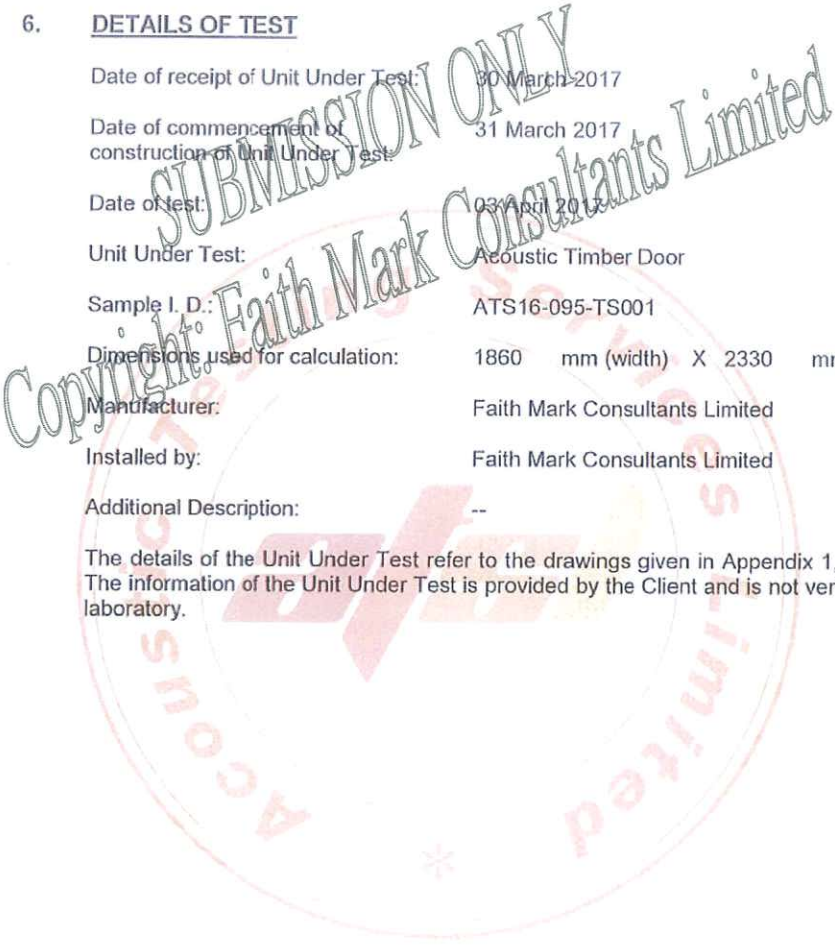 6. DETAILS OF TEST
Date of receipt of Unit Under Test: 30 March 2017
Date of commencement of
construction of Unit Under Test: 31 March 2017
Date of test: 03 April 2017
Unit Under Test: Acoustic Timber Door
Sample I. D.: ATS16-095-TS001
Dimensions used for calculation: 1860 mm (width) X 2330
Manufacturer: Faith Mark Consultants Limited
Installed by: Faith Mark Consultants Limited
Additional Description: --
The details of the Unit Under Test refer to the drawings given in Appendix 1,
The information of the Unit Under Test is provided by the Client and is not
laboratory.
SUBMISSION ONLY
Copyright: Faith Mark Consultants Limited
Acoustic Testing Services Limited
ats